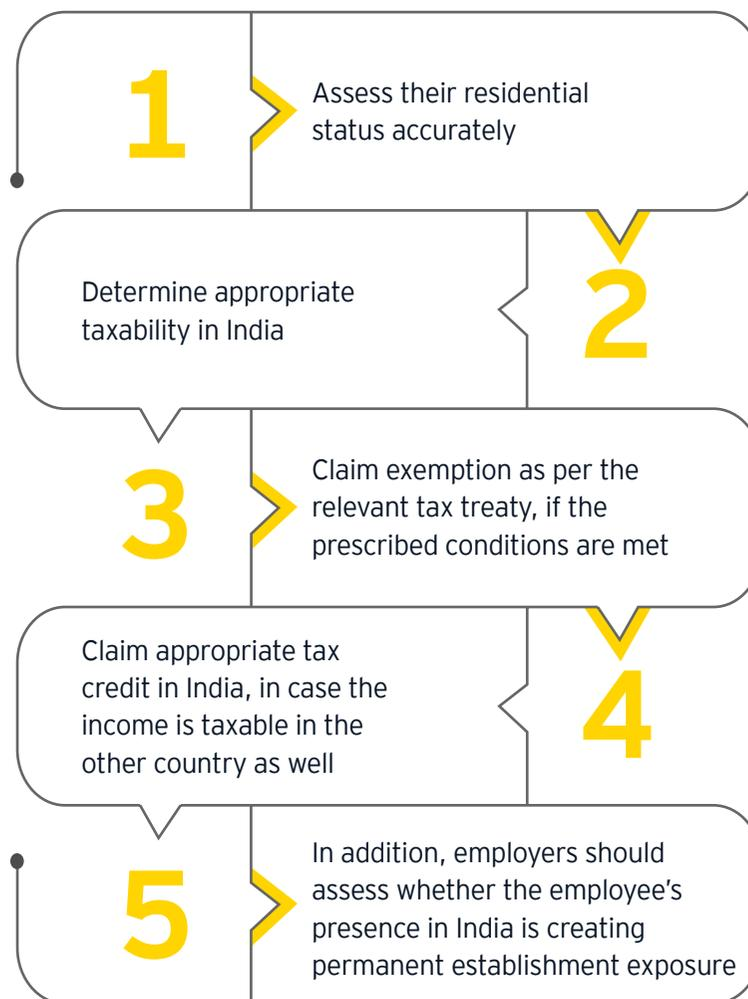 1
Assess their residential
status accurately
2
Determine appropriate
taxability in India
3
Claim exemption as per the
relevant tax treaty, if the
prescribed conditions are met
4
Claim appropriate tax
credit in India, in case the
income is taxable in the
other country as well
5
In addition, employers should
assess whether the employee's
presence in India is creating
permanent establishment exposure